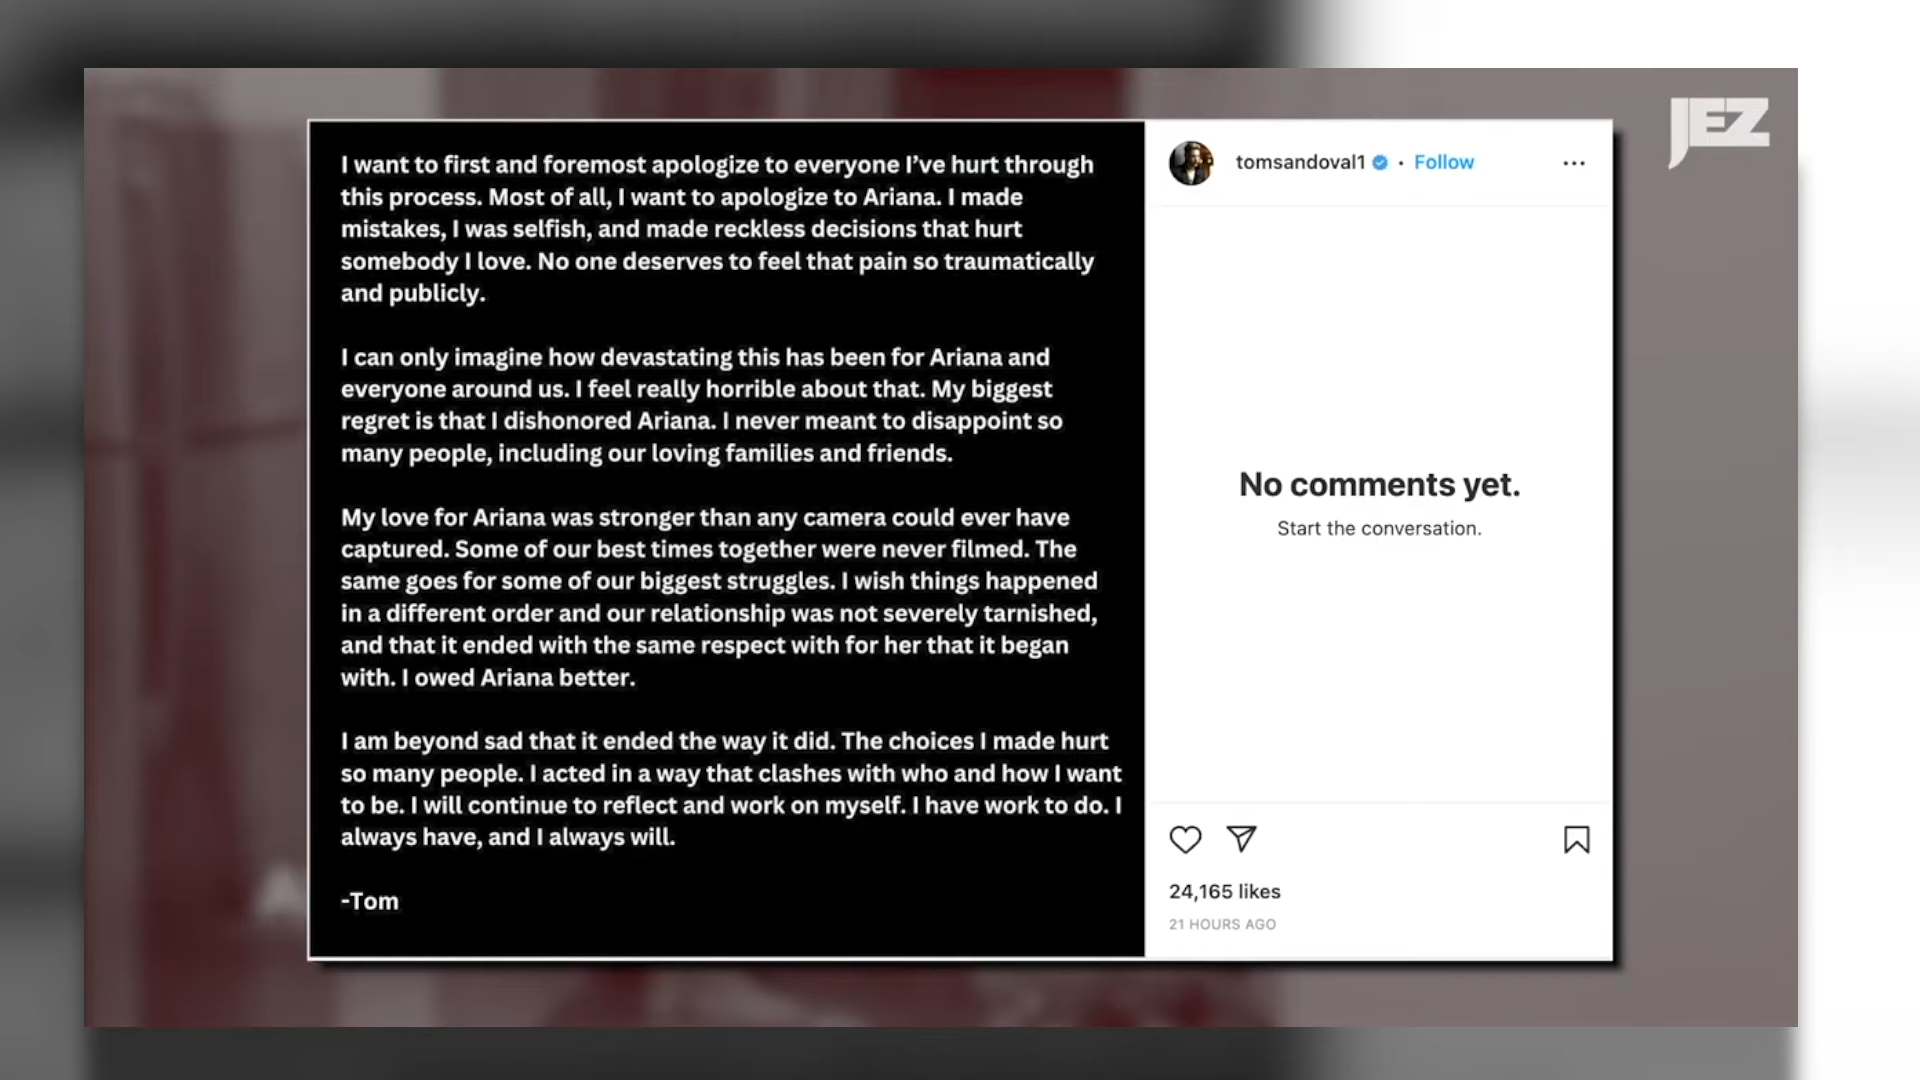 JEZ
I want to first and foremost apologize to everyone I’ve hurt through
this process. Most of all, I want to apologize to Ariana. I made
mistakes, I was selfish, and made reckless decisions that hurt
somebody I love. No one deserves to feel that pain so traumatically
and publicly.
I can only imagine how devastating this has been for Ariana and
everyone around us. I feel really horrible about that. My biggest
regret is that I dishonored Ariana. I never meant to disappoint so
many people, including our loving families and friends.
My love for Ariana was stronger than any camera could ever have
captured. Some of our best times together were never filmed. The
same goes for some of our biggest struggles. I wish things happened
in a different order and our relationship was not severely tarnished,
and that it ended with the same respect with for her that it began
with. I owed Ariana better.
I am beyond sad that it ended the way it did. The choices I made hurt
so many people. I acted in a way that clashes with who and how I want
to be. I will continue to reflect and work on myself. I have work to do. I
always have, and I always will.
-Tom
tomsandoval1 · Follow
No comments yet.
Start the conversation.
24,165 likes
21 HOURS AGO